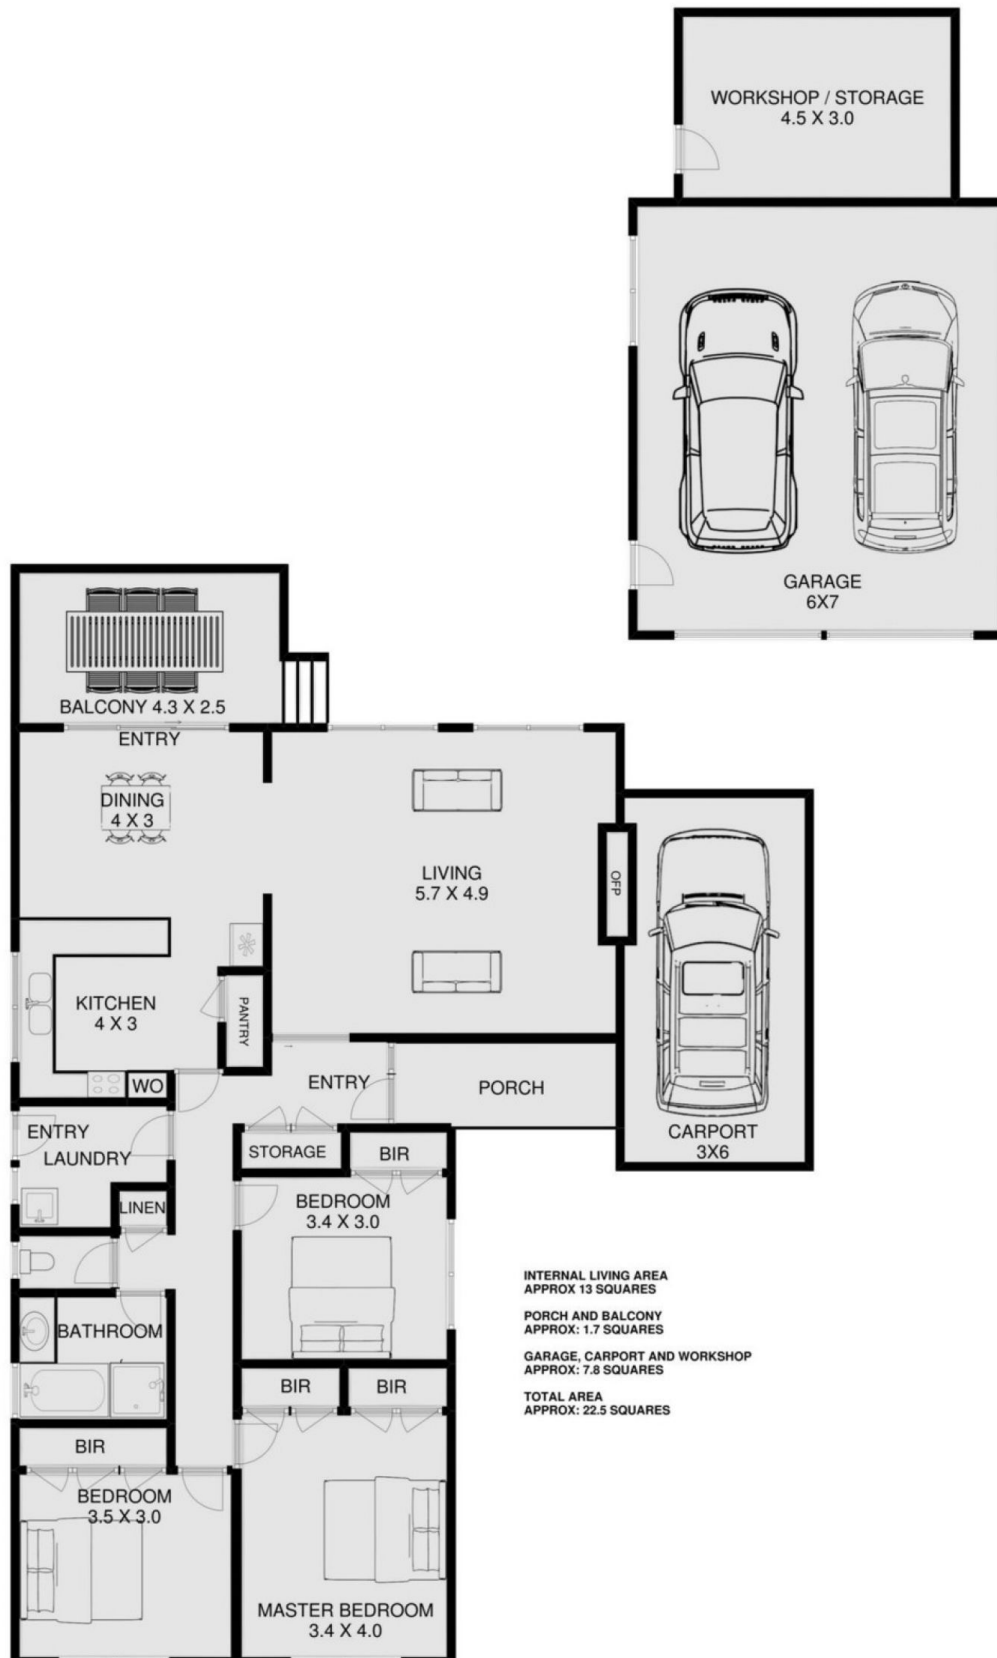 WORKSHOP / STORAGE
4.5 X 3.0
GARAGE
6X7
BALCONY 4.3 X 2.5
ENTRY
DINING
4 X 3
LIVING
5.7 X 4.9
OFP
KITCHEN
4 X 3
PANTRY
WO
ENTRY
PORCH
CARPORT
3X6
ENTRY
LAUNDRY
STORAGE
BIR
LINEN
BEDROOM
3.4 X 3.0
BATHROOM
BIR
BIR
BIR
BEDROOM
3.5 X 3.0
MASTER BEDROOM
3.4 X 4.0
INTERNAL LIVING AREA
APPROX 13 SQUARES
PORCH AND BALCONY
APPROX: 1.7 SQUARES
GARAGE, CARPORT AND WORKSHOP
APPROX: 7.8 SQUARES
TOTAL AREA
APPROX: 22.5 SQUARES